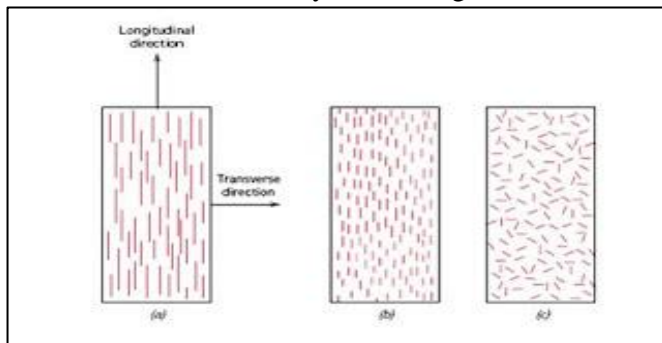 Longitudinal
direction
Transverse
direction
(a)
(b)
(c)